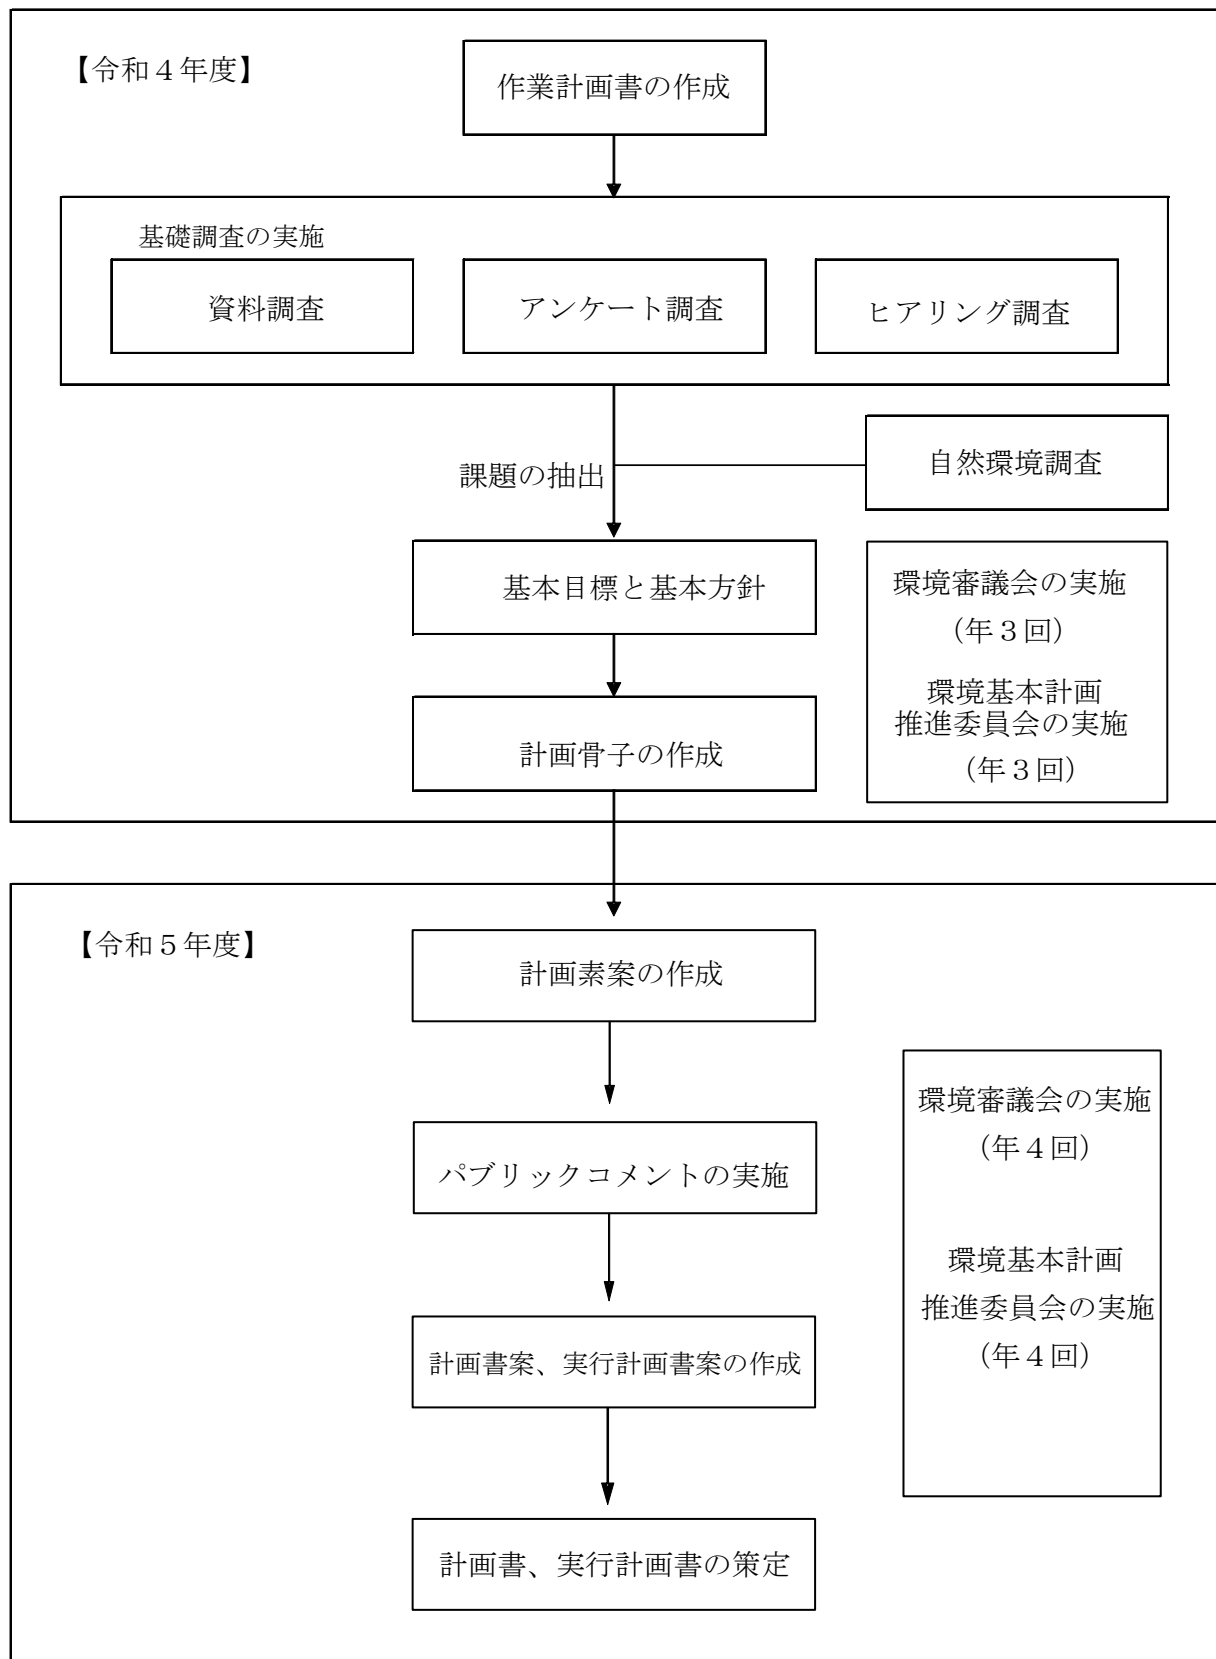 【令和４年度】
作業計画書の作成
基礎調査の実施
資料調査
アンケート調査
ヒアリング調査
自然環境調査
課題の抽出
基本目標と基本方針
計画骨子の作成
環境審議会の実施
（年３回）
環境基本計画
推進委員会の実施
（年３回）
【令和５年度】
計画素案の作成
パブリックコメントの実施
計画書案、実行計画書案の作成
計画書、実行計画書の策定
環境審議会の実施
（年４回）
環境基本計画
推進委員会の実施
（年４回）